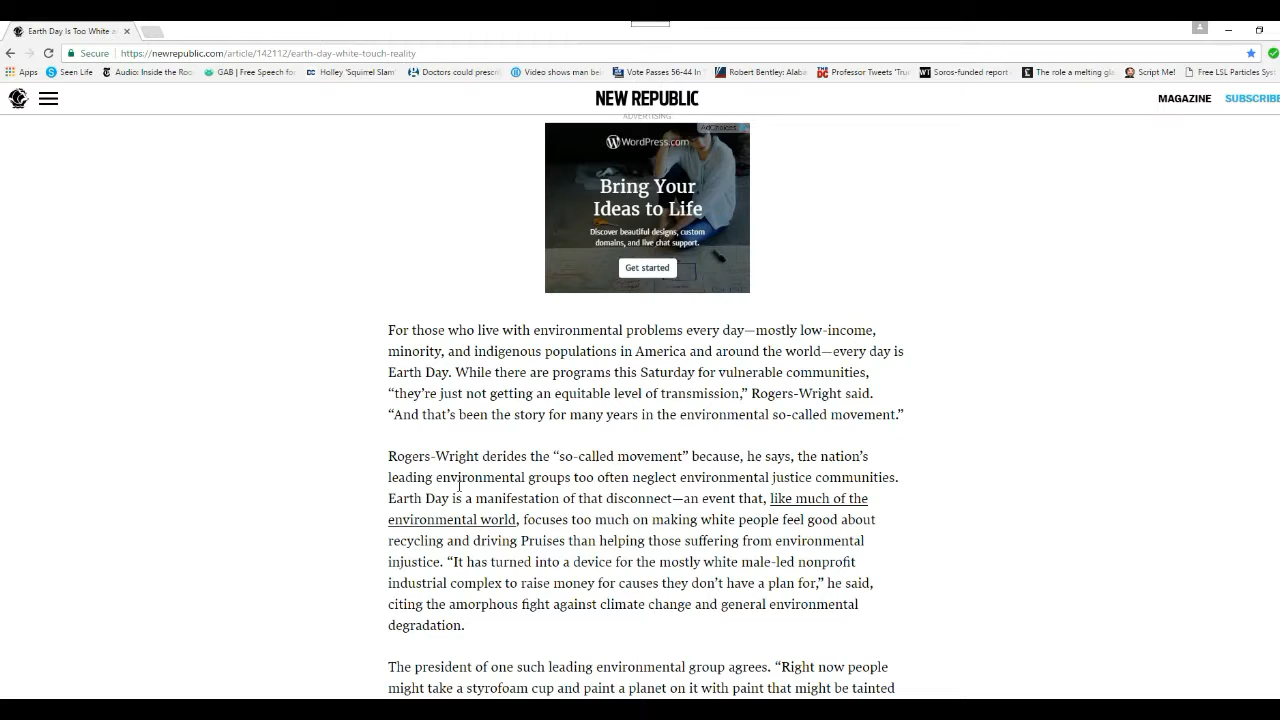 Earth Day Is Too White a
Secure https://newrepublic.com/article/142112/earth-day-white-touch-reality
Apps Seen Life Audio: Inside the Roo GAB | Free Speech fo Holley 'Squirrel Slam' Doctors could prescri Video shows man be Vote Passes 56-44 In Robert Bentley: Alaba Professor Tweets 'Tru Soros-funded report The role a melting gla Script Me! Free LSL Particles Sys
NEW REPUBLIC MAGAZINE SUBSCRIBE
ADVERTISING
AdChoices
WordPress.com
Bring Your
Ideas to Life
Discover beautiful designs, custom
domains, and live chat support.
Get started
For those who live with environmental problems every day—mostly low-income,
minority, and indigenous populations in America and around the world—every day is
Earth Day. While there are programs this Saturday for vulnerable communities,
“they’re just not getting an equitable level of transmission,” Rogers-Wright said.
“And that’s been the story for many years in the environmental so-called movement.”
Rogers-Wright derides the “so-called movement” because, he says, the nation’s
leading environmental groups too often neglect environmental justice communities.
Earth Day is a manifestation of that disconnect—an event that, like much of the
environmental world, focuses too much on making white people feel good about
recycling and driving Pruises than helping those suffering from environmental
injustice. “It has turned into a device for the mostly white male-led nonprofit
industrial complex to raise money for causes they don’t have a plan for,” he said,
citing the amorphous fight against climate change and general environmental
degradation.
The president of one such leading environmental group agrees. “Right now people
might take a styrofoam cup and paint a planet on it with paint that might be tainted